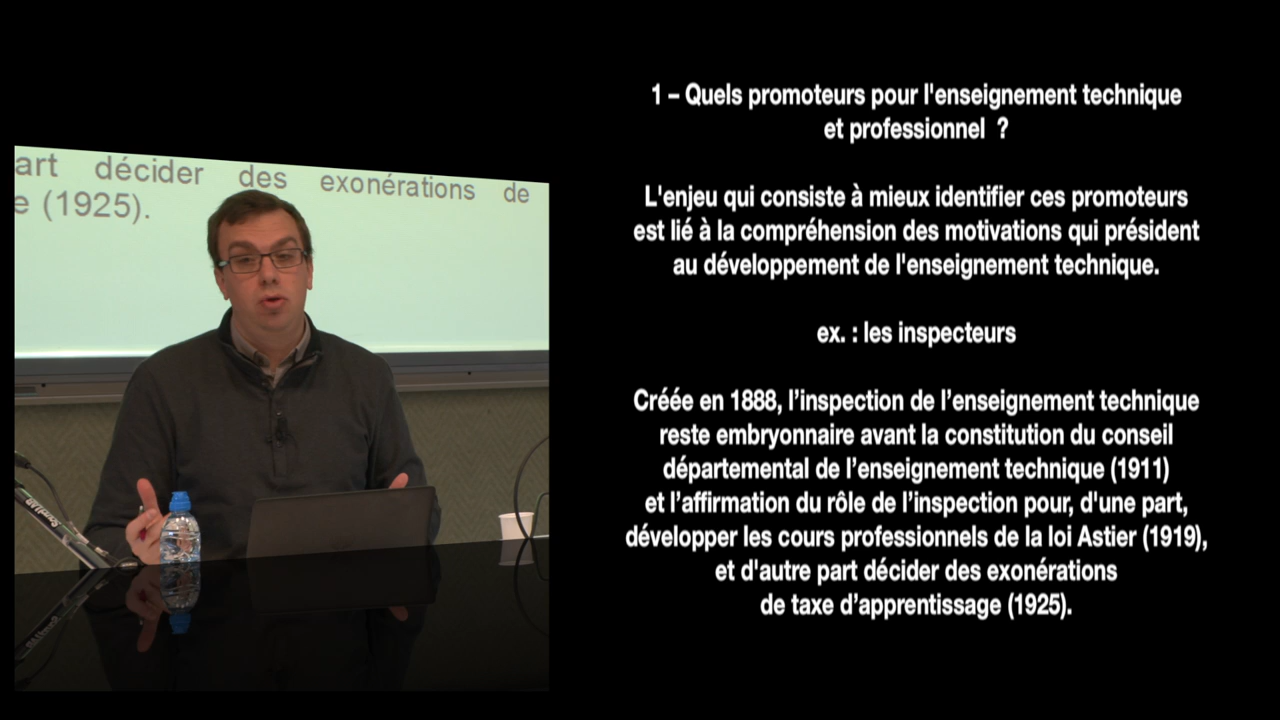 art décider des exonérations de
e (1925).
1 – Quels promoteurs pour l'enseignement technique
et professionnel ?
L'enjeu qui consiste à mieux identifier ces promoteurs
est lié à la compréhension des motivations qui président
au développement de l'enseignement technique.
ex. : les inspecteurs
Créée en 1888, l’inspection de l’enseignement technique
reste embryonnaire avant la constitution du conseil
départemental de l’enseignement technique (1911)
et l’affirmation du rôle de l’inspection pour, d'une part,
développer les cours professionnels de la loi Astier (1919),
et d'autre part décider des exonérations
de taxe d’apprentissage (1925).